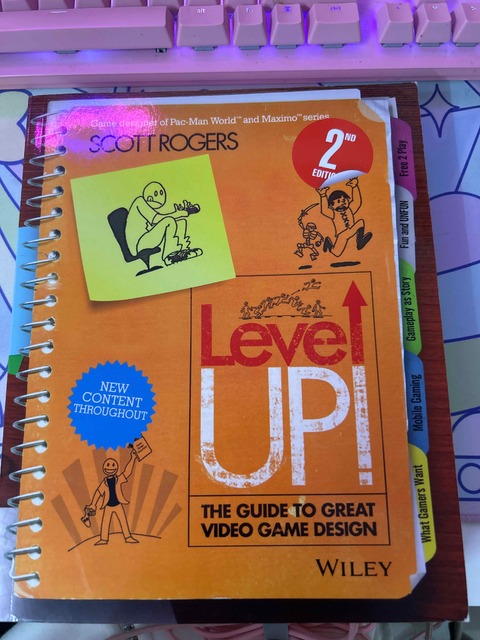 alt
Game designer of Pac-Man World™ and Maximo™ series
SCOTT ROGERS
2ND
EDITION
Level
UP!
NEW
CONTENT
THROUGHOUT
THE GUIDE TO GREAT
VIDEO GAME DESIGN
WILEY
Free 2 Play
Fun and UNFUN
Gameplay as Story
Mobile Gaming
What Gamers Want